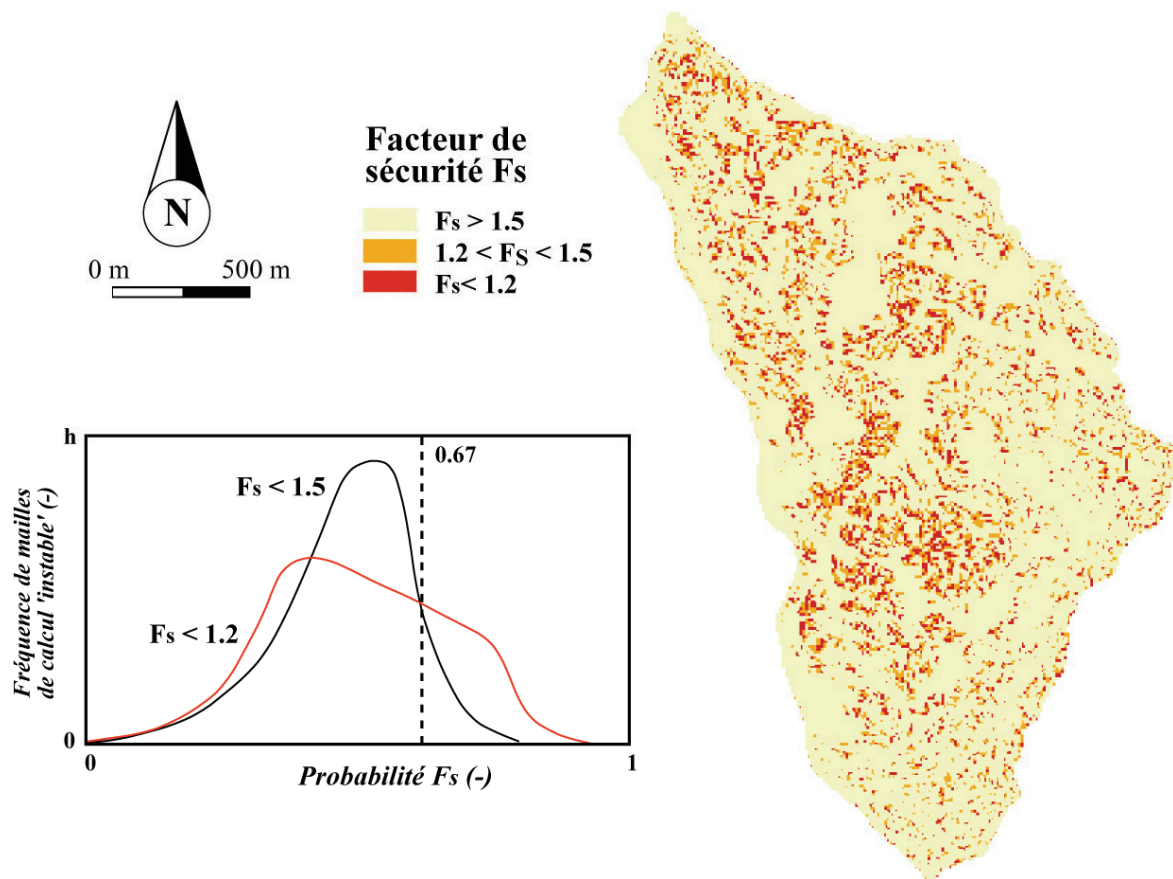 N
0 m 500 m
Facteur de
sécurité Fs
Fs > 1.5
1.2 < FS < 1.5
Fs< 1.2
h
0.67
Fs < 1.5
Fs < 1.2
Fréquence de mailles
de calcul 'instable' (-)
0
0
1
Probabilité Fs (-)